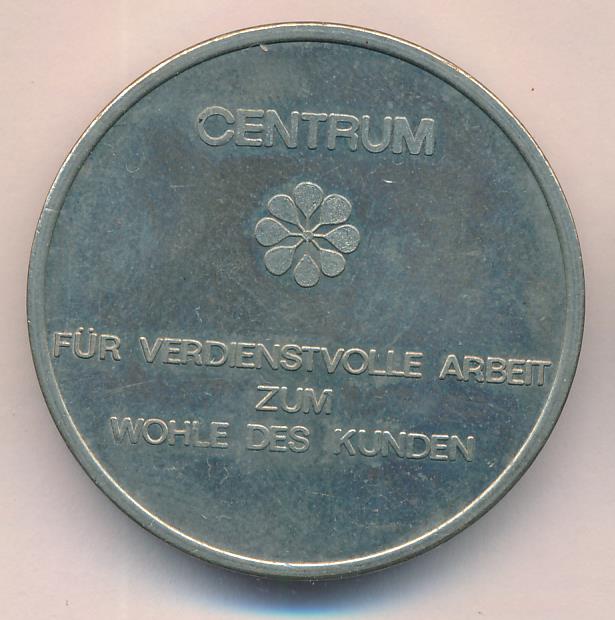 CENTRUM
FÜR VERDIENSTVOLLE ARBEIT
ZUM
WOHLE DES KUNDEN